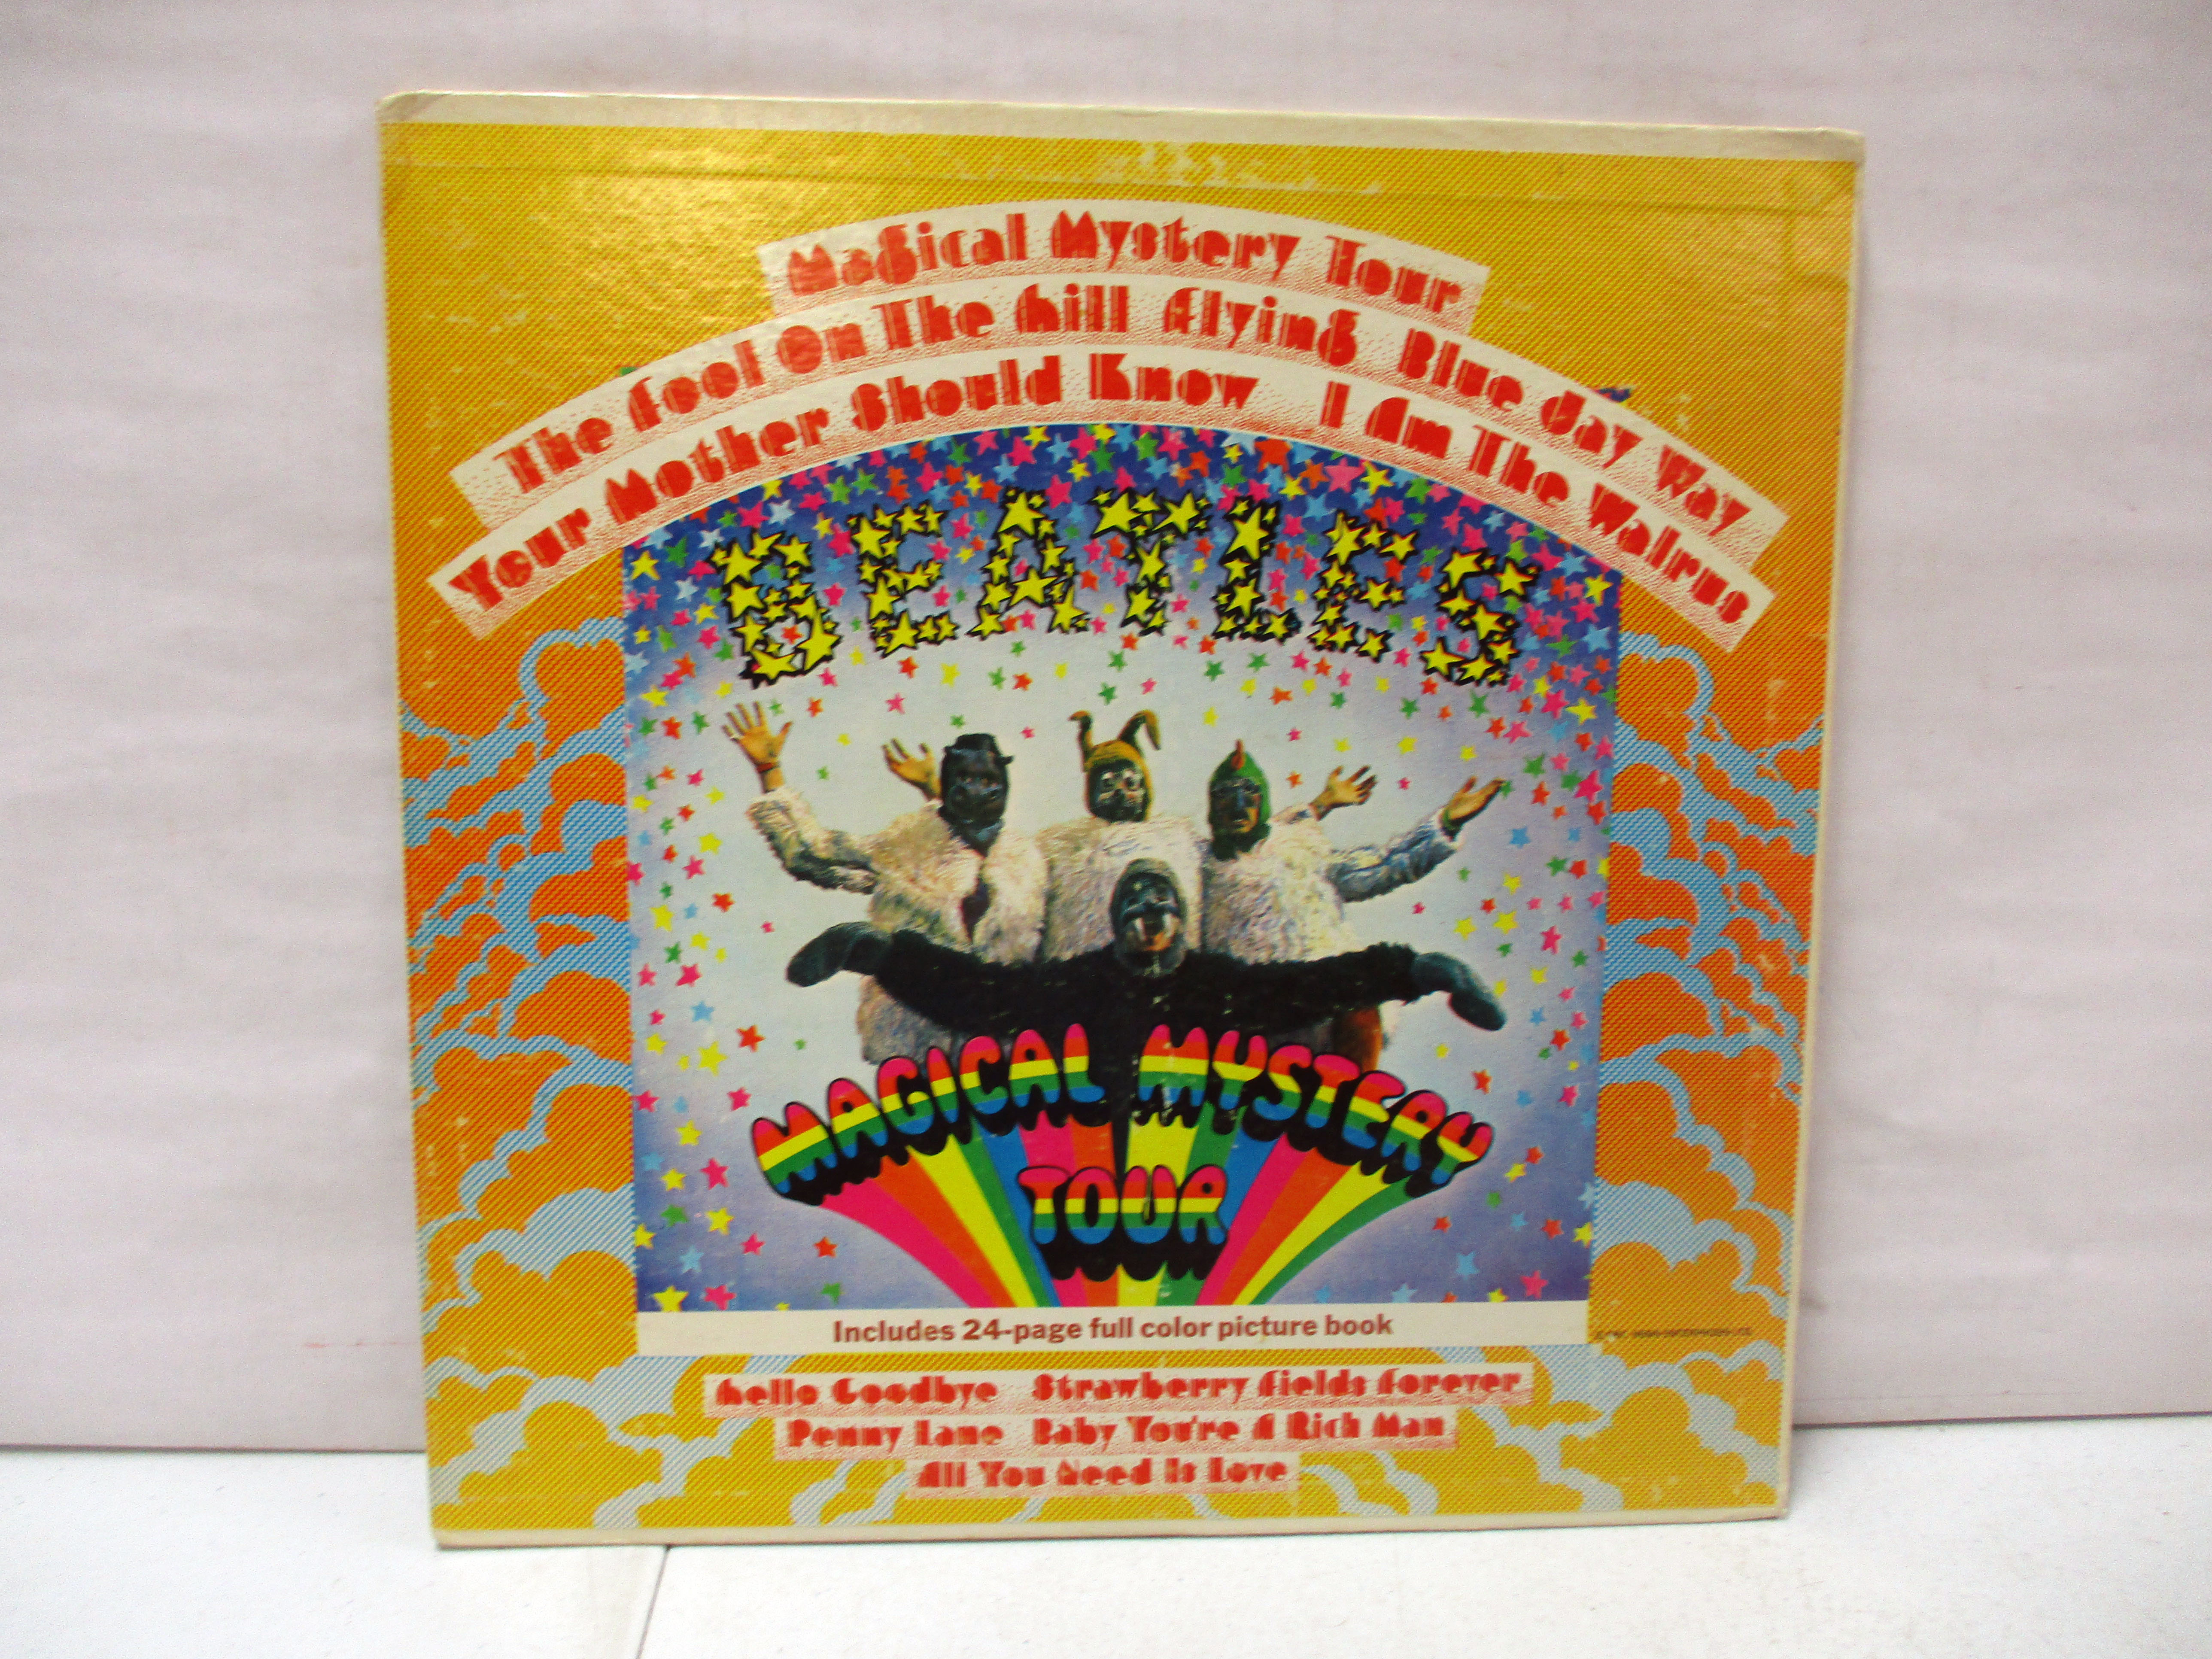 Magical Mystery Tour
The Fool On The Hill Flying Blue Jay Way
Your Mother Should Know I Am The Walrus
BEATLES
MAGICAL MYSTERY
TOUR
Includes 24-page full color picture book
Hello Goodbye Strawberry Fields Forever
Penny Lane Baby You're A Rich Man
All You Need Is Love